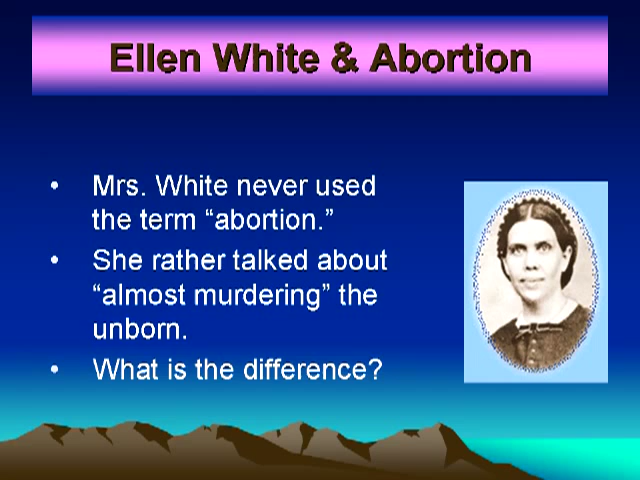 Ellen White & Abortion
• Mrs. White never used
the term “abortion.”
• She rather talked about
“almost murdering” the
unborn.
• What is the difference?